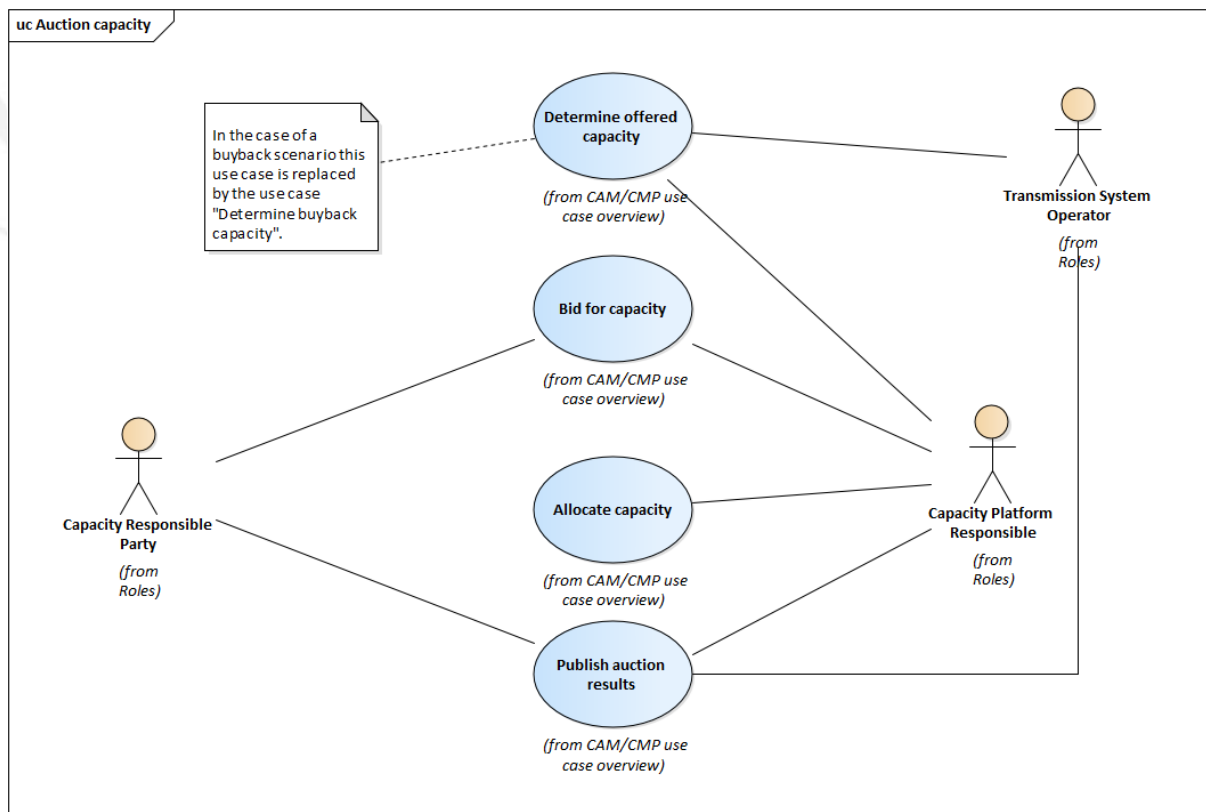 uc Auction capacity
In the case of a
buyback scenario this
use case is replaced
by the use case
"Determine buyback
capacity".
Determine offered
capacity
(from CAM/CMP use
case overview)
Transmission System
Operator
(from
Roles)
Bid for capacity
(from CAM/CMP use
case overview)
Capacity Responsible
Party
(from
Roles)
Allocate capacity
(from CAM/CMP use
case overview)
Capacity Platform
Responsible
(from
Roles)
Publish auction
results
(from CAM/CMP use
case overview)